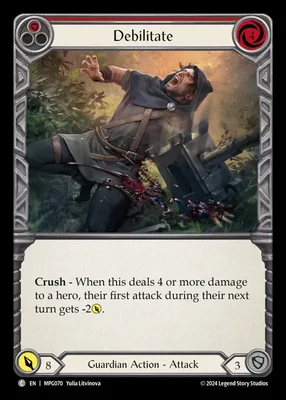 Debilitate
Crush - When this deals 4 or more damage
to a hero, their first attack during their next
turn gets -2
8
Guardian Action - Attack
3
C EN | MPG070 Yulia Litvinova
© 2024 Legend Story Studios